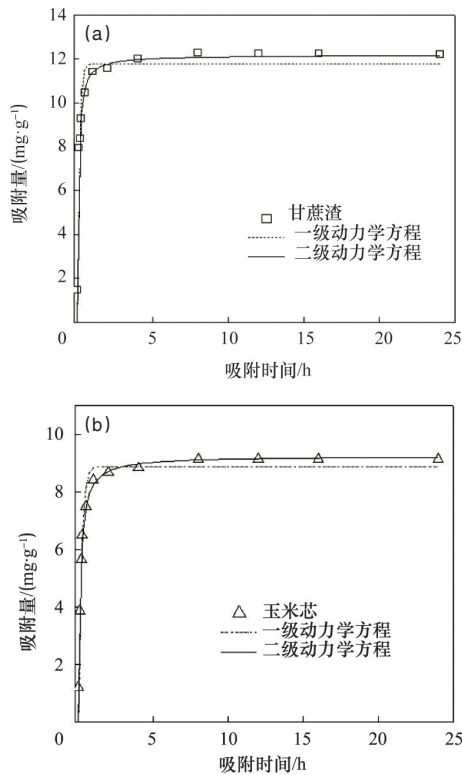 (a)
14
12
10
8
6
4
2
0
5
10
15
20
25
吸附量/(mg·g⁻¹)
甘蔗渣
一级动力学方程
二级动力学方程
吸附时间/h
(b)
10
8
6
4
2
0
5
10
15
20
25
吸附量/(mg·g⁻¹)
玉米芯
一级动力学方程
二级动力学方程
吸附时间/h